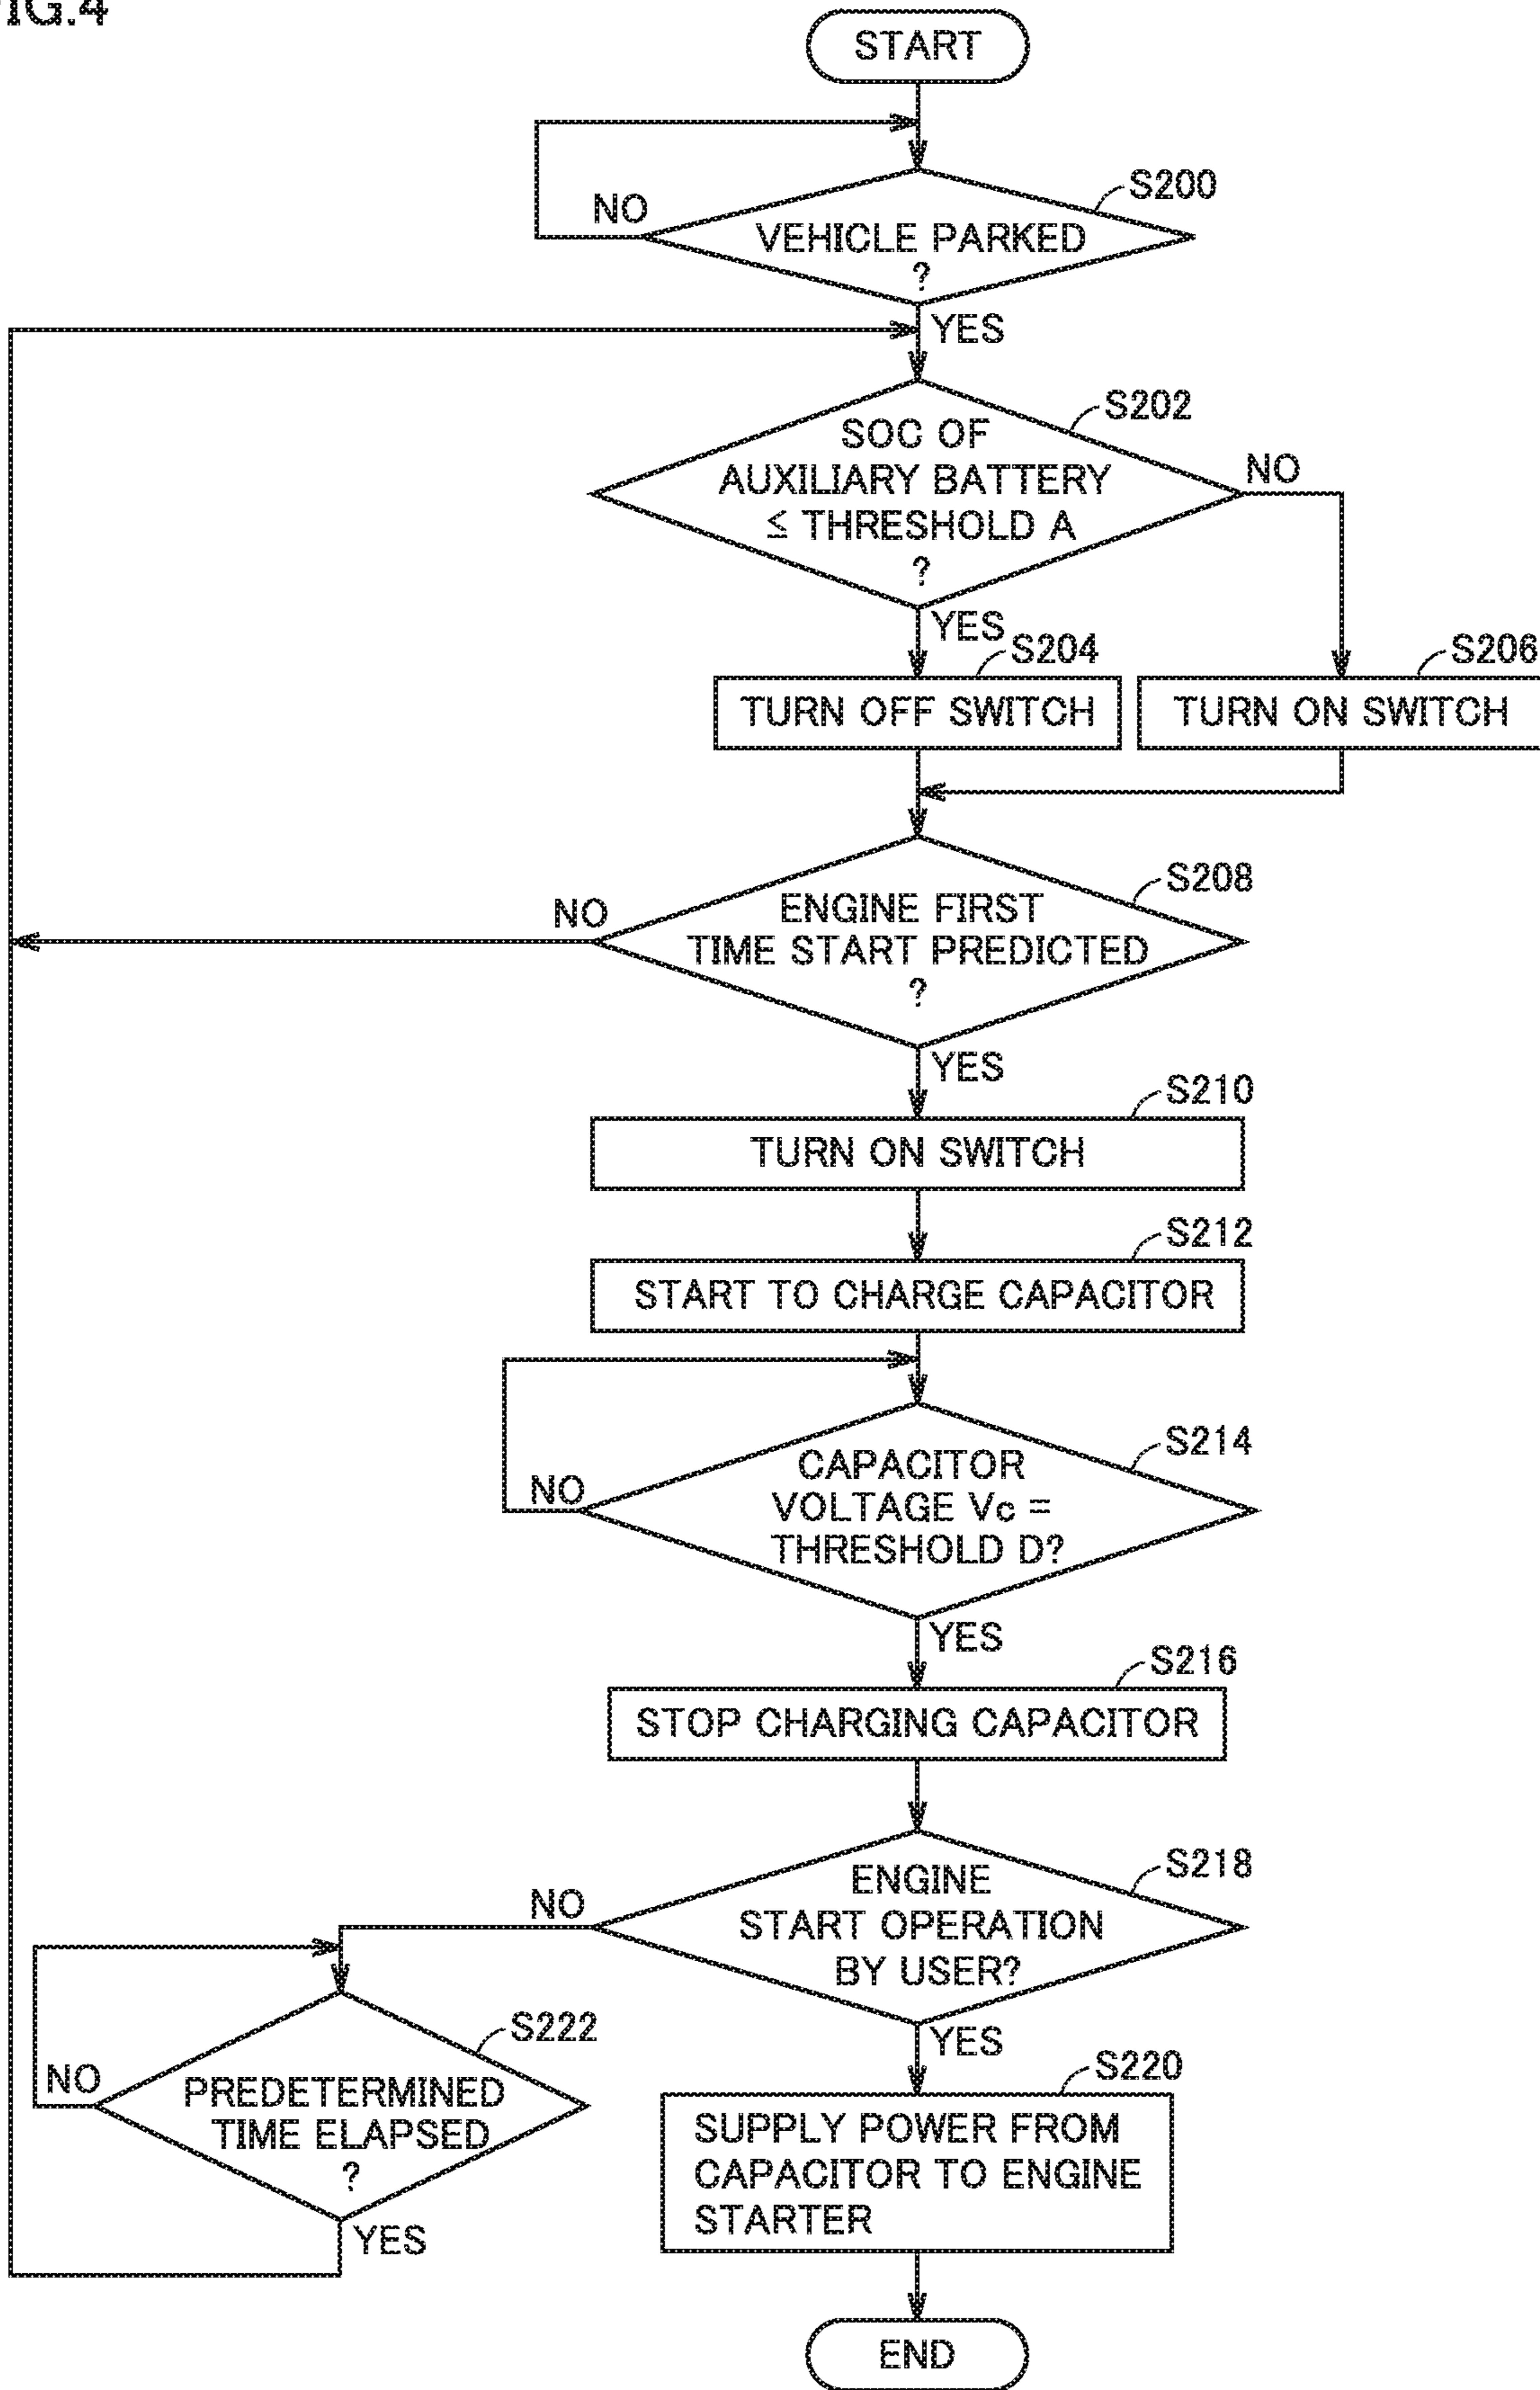 FIG.4
START
S200
NO
VEHICLE PARKED
?
YES
S202
SOC OF
AUXILIARY BATTERY
≤ THRESHOLD A
?
NO
YES
S204
TURN OFF SWITCH
S206
TURN ON SWITCH
S208
NO
ENGINE FIRST
TIME START PREDICTED
?
YES
S210
TURN ON SWITCH
S212
START TO CHARGE CAPACITOR
S214
NO
CAPACITOR
VOLTAGE Vc =
THRESHOLD D?
YES
S216
STOP CHARGING CAPACITOR
S218
NO
ENGINE
START OPERATION
BY USER?
YES
S222
NO
PREDETERMINED
TIME ELAPSED
?
YES
S220
SUPPLY POWER FROM
CAPACITOR TO ENGINE
STARTER
END